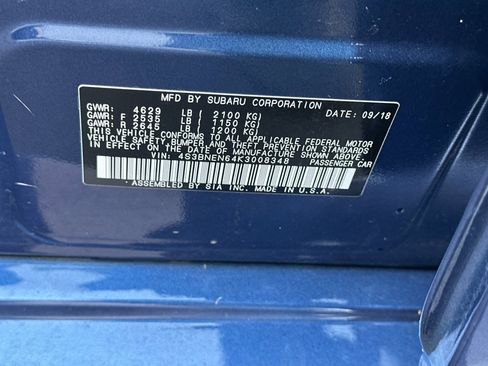 MFD BY SUBARU CORPORATION DATE: 09/18
GVWR: 4629 LB ( 2100 KG)
GAWR: F 2535 LB ( 1150 KG)
GAWR: R 2645 LB ( 1200 KG)
THIS VEHICLE CONFORMS TO ALL APPLICABLE FEDERAL MOTOR
VEHICLE SAFETY,BUMPER,AND THEFT PREVENTION STANDARDS
IN EFFECT ON THE DATE OF MANUFACTURE SHOWN ABOVE.
VIN: 4S3BNEN64K3008348 PASSENGER CAR
ASSEMBLED BY SIA INC. MADE IN U.S.A.